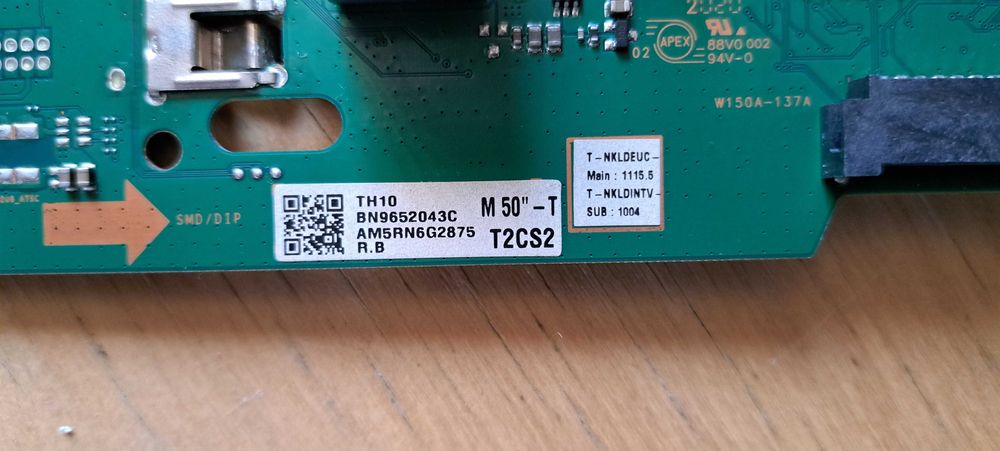 2020
APEX
02
88V0 002
94V-0
W150A-137A
SMD/DIP
TH10
BN9652043C
AM5RN6G2875
R.B
M 50"-T
T2CS2
T-NKLDEUC-
Main : 1115.5
T-NKLDINTV-
SUB : 1004